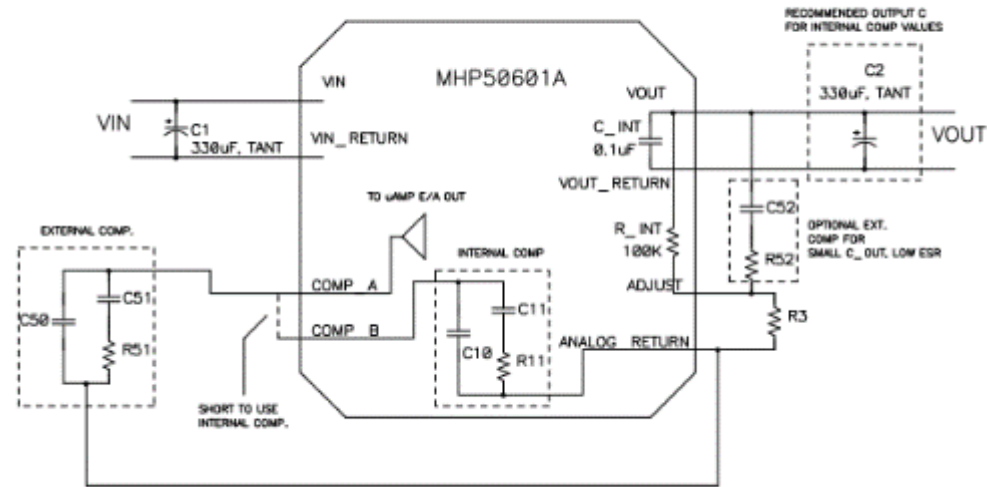 RECOMMENDED OUTPUT C
FOR INTERNAL COMP VALUES
MHP50601A
C2
330uF, TANT
VIN
VOUT
VIN
C1
330uF, TANT
VIN_RETURN
C_INT
0.1uF
VOUT
VOUT_RETURN
TO uAMP E/A OUT
C52
EXTERNAL COMP.
R_INT
100K
OPTIONAL EXT.
COMP FOR
SMALL C_OUT, LOW ESR
INTERNAL COMP
R52
COMP_A
ADJUST
C51
C50
C11
R3
COMP_B
C10
ANALOG_RETURN
R51
R11
SHORT TO USE
INTERNAL COMP.